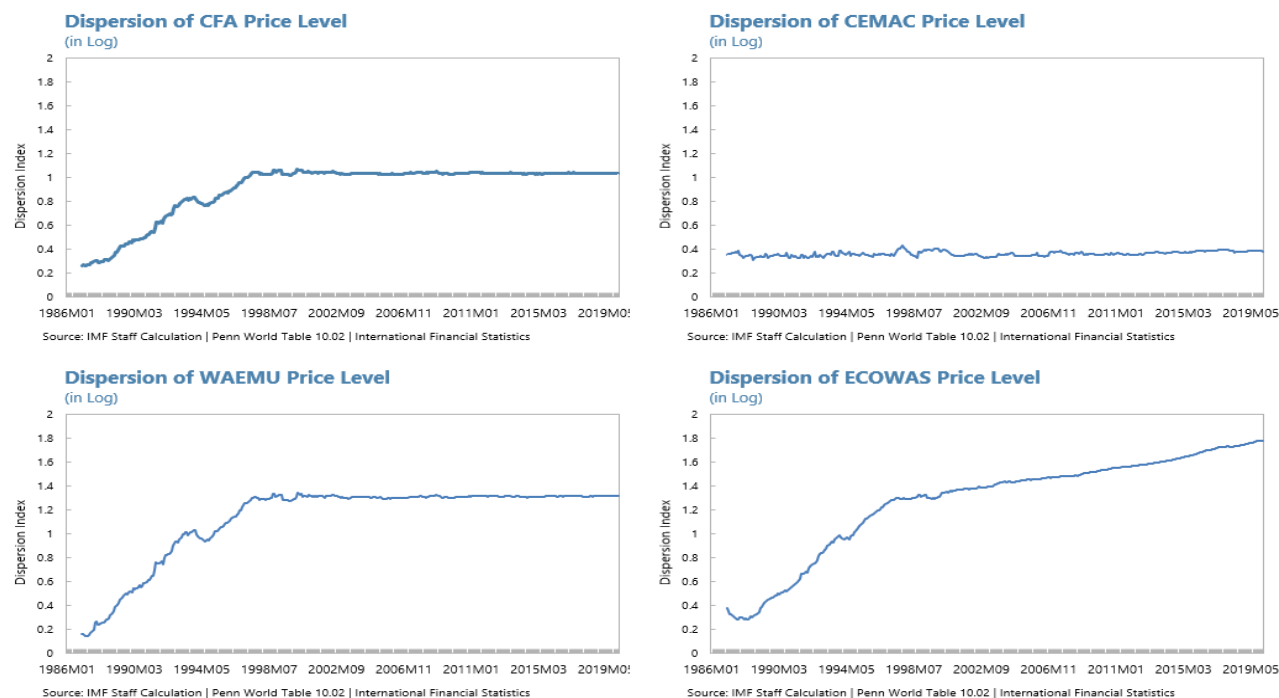 Dispersion of CFA Price Level
(in Log)
2
1.8
1.6
1.4
1.2
1
0.8
0.6
0.4
0.2
0
Dispersion Index
1986M01 1990M03 1994M05 1998M07 2002M09 2006M11 2011M01 2015M03 2019M05
Source: IMF Staff Calculation | Penn World Table 10.02 | International Financial Statistics
Dispersion of CEMAC Price Level
(in Log)
2
1.8
1.6
1.4
1.2
1
0.8
0.6
0.4
0.2
0
Dispersion Index
1986M01 1990M03 1994M05 1998M07 2002M09 2006M11 2011M01 2015M03 2019M05
Source: IMF Staff Calculation | Penn World Table 10.02 | International Financial Statistics
Dispersion of WAEMU Price Level
(in Log)
2
1.8
1.6
1.4
1.2
1
0.8
0.6
0.4
0.2
0
Dispersion Index
1986M01 1990M03 1994M05 1998M07 2002M09 2006M11 2011M01 2015M03 2019M05
Source: IMF Staff Calculation | Penn World Table 10.02 | International Financial Statistics
Dispersion of ECOWAS Price Level
(in Log)
2
1.8
1.6
1.4
1.2
1
0.8
0.6
0.4
0.2
0
Dispersion Index
1986M01 1990M03 1994M05 1998M07 2002M09 2006M11 2011M01 2015M03 2019M05
Source: IMF Staff Calculation | Penn World Table 10.02 | International Financial Statistics